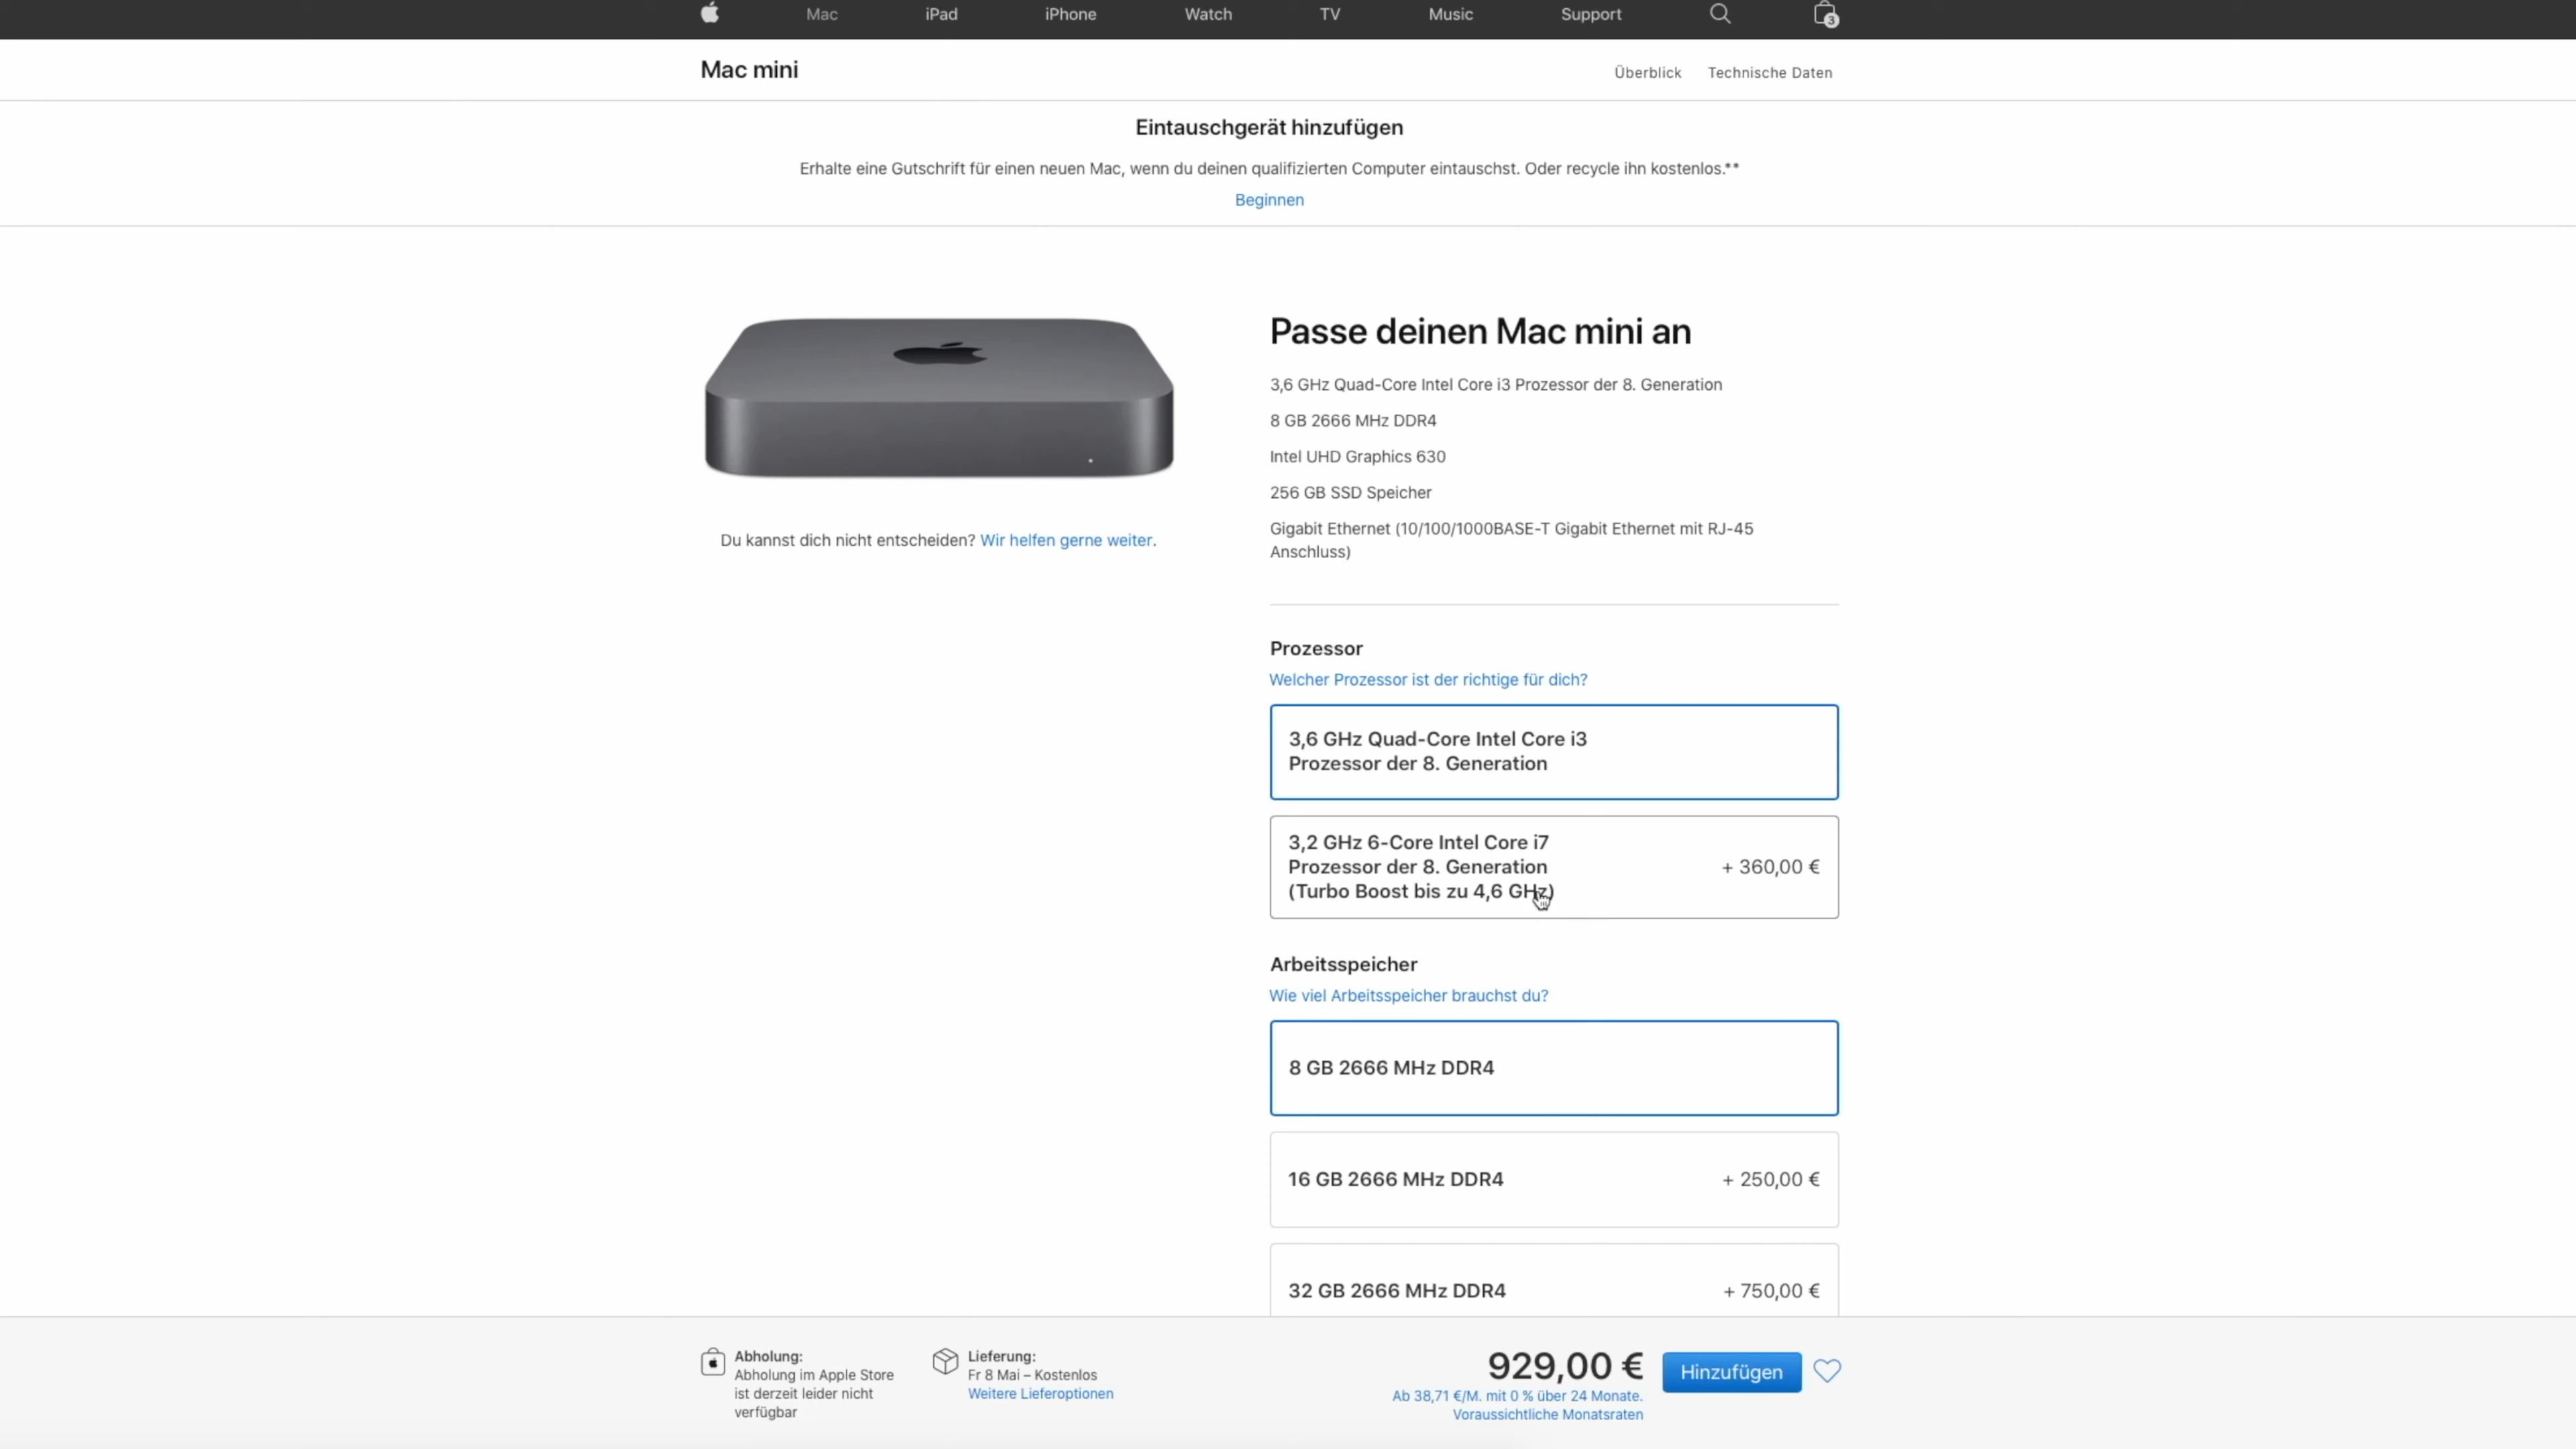 Mac
iPad
iPhone
Watch
TV
Music
Support
3
Mac mini
Überblick
Technische Daten
Eintauschgerät hinzufügen
Erhalte eine Gutschrift für einen neuen Mac, wenn du deinen qualifizierten Computer eintauschst. Oder recycle ihn kostenlos.**
Beginnen
Du kannst dich nicht entscheiden? Wir helfen gerne weiter.
Passe deinen Mac mini an
3,6 GHz Quad-Core Intel Core i3 Prozessor der 8. Generation
8 GB 2666 MHz DDR4
Intel UHD Graphics 630
256 GB SSD Speicher
Gigabit Ethernet (10/100/1000BASE-T Gigabit Ethernet mit RJ-45
Anschluss)
Prozessor
Welcher Prozessor ist der richtige für dich?
3,6 GHz Quad-Core Intel Core i3
Prozessor der 8. Generation
3,2 GHz 6-Core Intel Core i7
Prozessor der 8. Generation
(Turbo Boost bis zu 4,6 GHz)
+ 360,00 €
Arbeitsspeicher
Wie viel Arbeitsspeicher brauchst du?
8 GB 2666 MHz DDR4
16 GB 2666 MHz DDR4
+ 250,00 €
32 GB 2666 MHz DDR4
+ 750,00 €
Abholung:
Abholung im Apple Store
ist derzeit leider nicht
verfügbar
Lieferung:
Fr 8 Mai – Kostenlos
Weitere Lieferoptionen
929,00 €
Ab 38,71 €/M. mit 0 % über 24 Monate.
Voraussichtliche Monatsraten
Hinzufügen